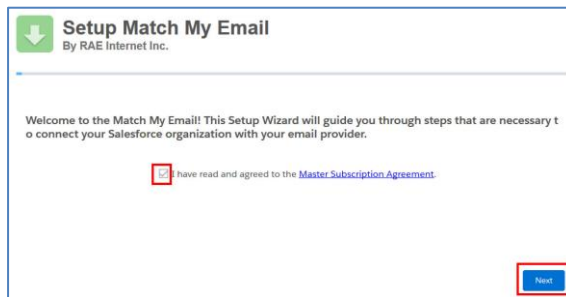 Setup Match My Email
By RAE Internet Inc.
Welcome to the Match My Email! This Setup Wizard will guide you through steps that are necessary t
o connect your Salesforce organization with your email provider.
I have read and agreed to the Master Subscription Agreement.
Next